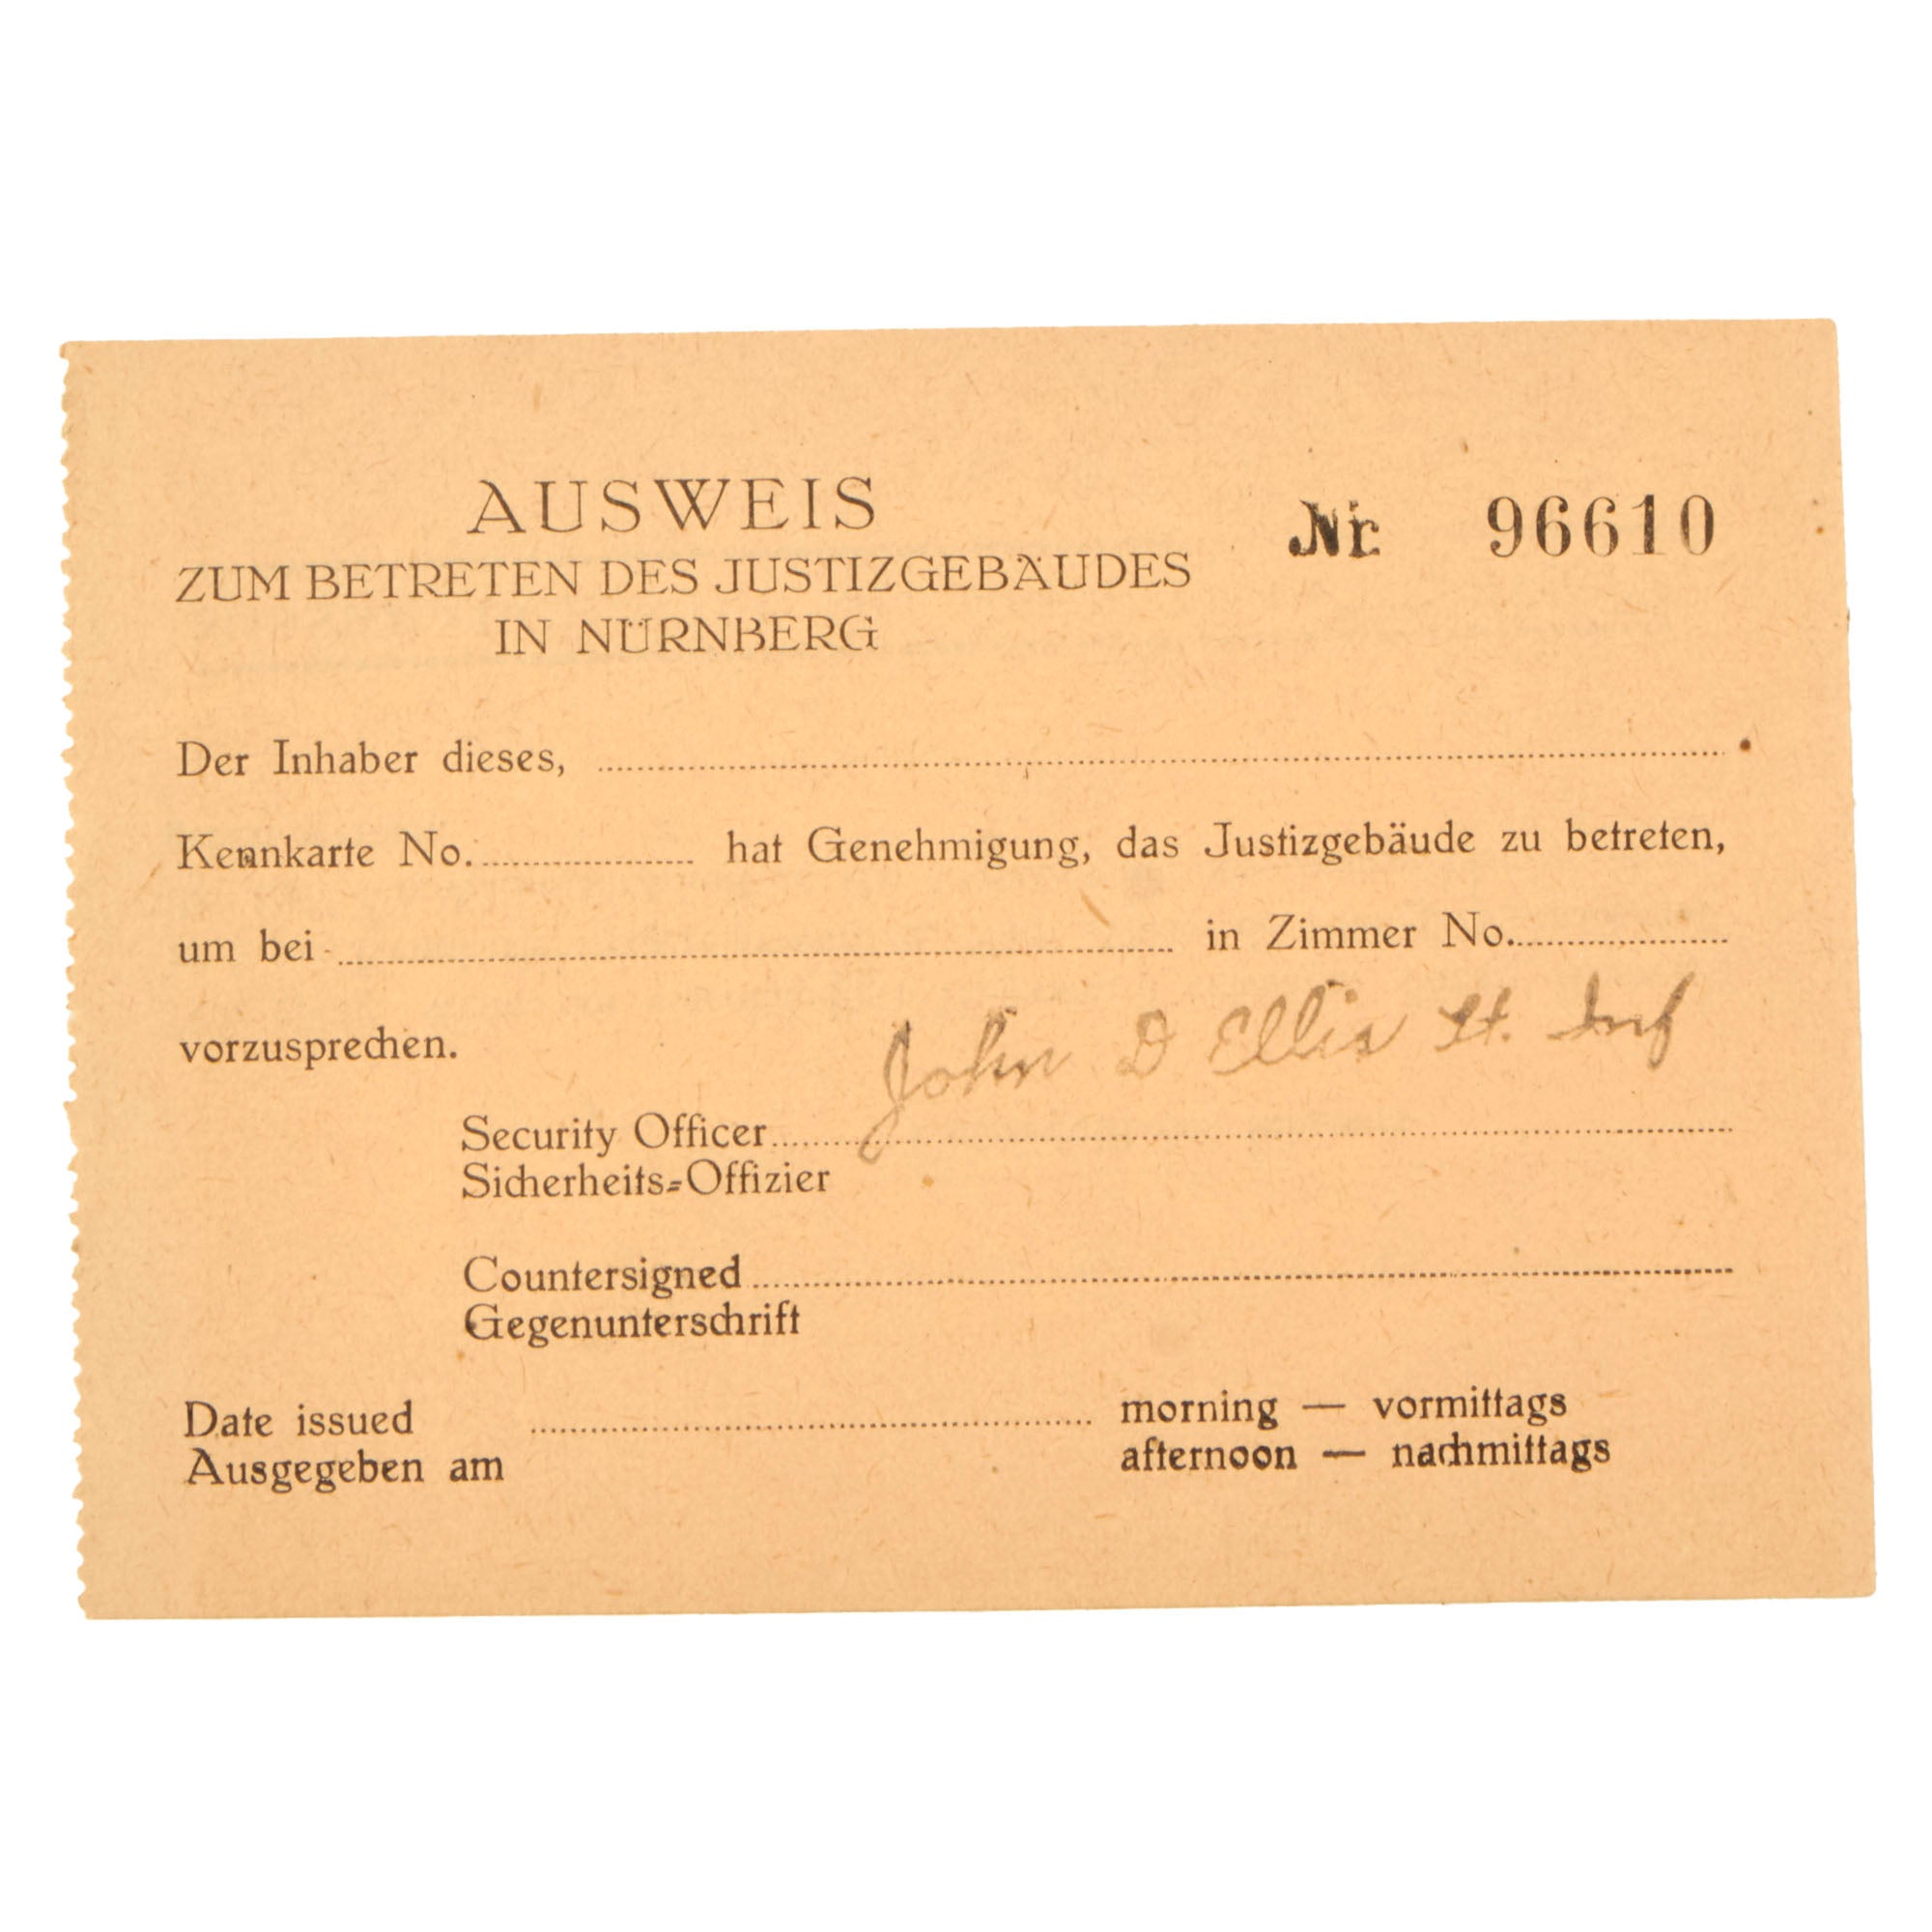 AUSWEIS
Nr. 96610
ZUM BETRETEN DES JUSTIZGEBÄUDES
IN NÜRNBERG
Der Inhaber dieses, ..............................
Kennkarte No. .................... hat Genehmigung, das Justizgebäude zu betreten,
um bei .............................. in Zimmer No. ....................
vorzusprechen.
John D Ellis Lt. Inf
Security Officer ..............................
Sicherheits=Offizier
Countersigned ..............................
Gegenunterschrift
Date issued .............................. morning — vormittags
Ausgegeben am afternoon — nachmittags